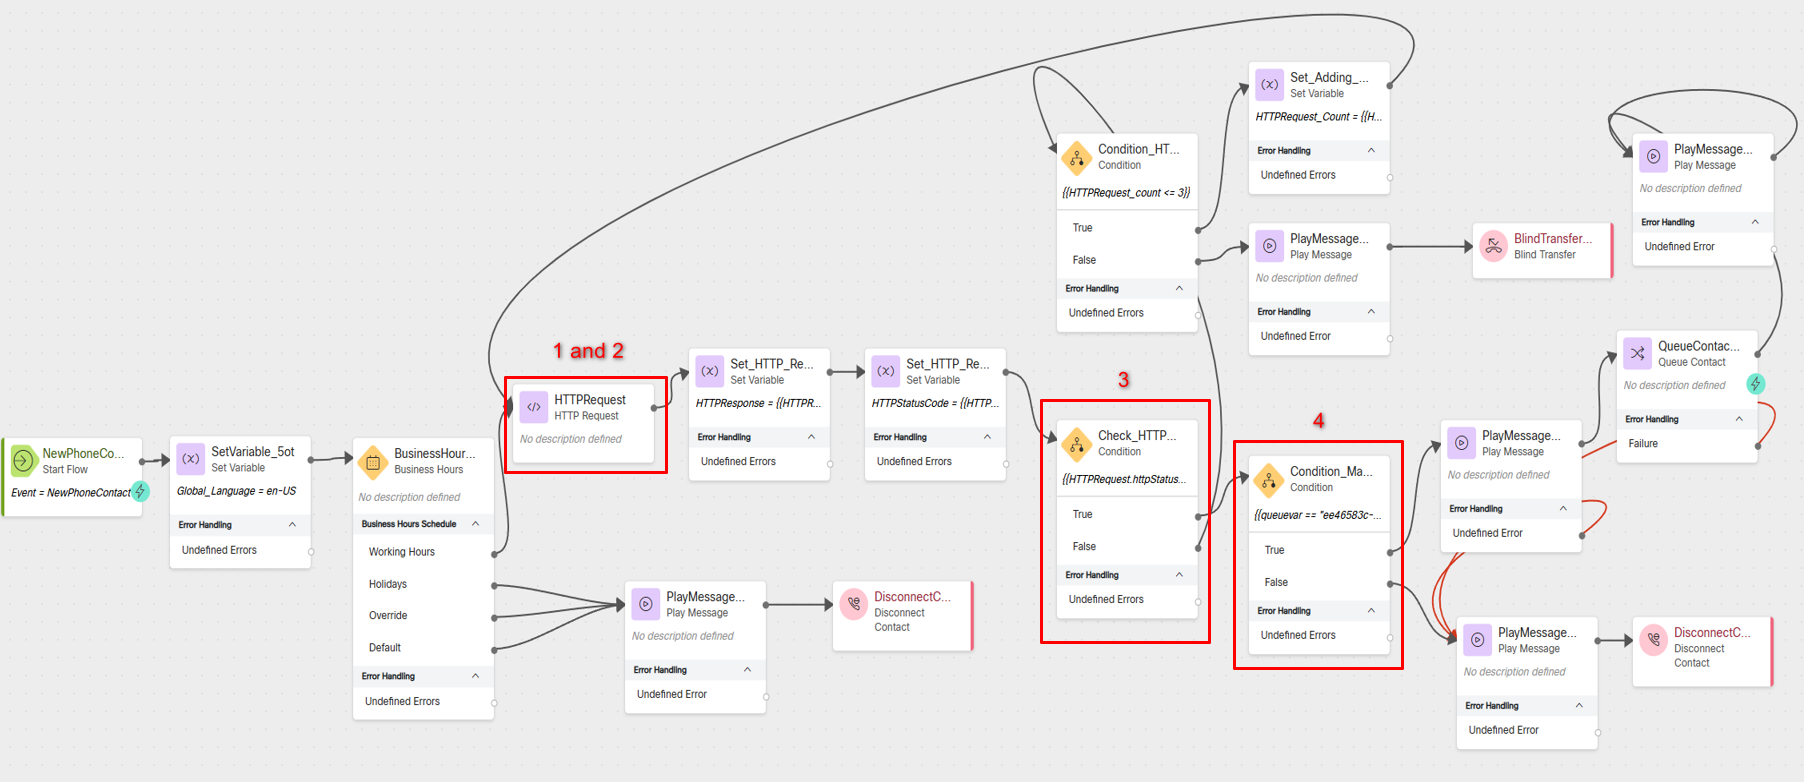 NewPhoneCo...
Start Flow
Event = NewPhoneContact
SetVariable_5ot
Set Variable
Global_Language = en-US
Error Handling
Undefined Errors
BusinessHour...
Business Hours
No description defined
Business Hours Schedule
Working Hours
Holidays
Override
Default
Error Handling
Undefined Errors
1 and 2
HTTPRequest
HTTP Request
No description defined
Set_HTTP_Re...
Set Variable
HTTPResponse = {{HTTPR...
Error Handling
Undefined Errors
Set_HTTP_Re...
Set Variable
HTTPStatusCode = {{HTTP...
Error Handling
Undefined Errors
PlayMessage...
Play Message
No description defined
Error Handling
Undefined Error
DisconnectC...
Disconnect
Contact
Condition_HT...
Condition
{{HTTPRequest_count <= 3}}
True
False
Error Handling
Undefined Errors
3
Check_HTTP...
Condition
{{HTTPRequest.httpStatus...
True
False
Error Handling
Undefined Errors
Set_Adding_...
Set Variable
HTTPRequest_Count = {{H...
Error Handling
Undefined Errors
PlayMessage...
Play Message
No description defined
Error Handling
Undefined Error
BlindTransfer...
Blind Transfer
4
Condition_Ma...
Condition
{{queuevar == "ee46583c-...
True
False
Error Handling
Undefined Errors
PlayMessage...
Play Message
No description defined
Error Handling
Undefined Error
PlayMessage...
Play Message
No description defined
Error Handling
Undefined Error
QueueContac...
Queue Contact
No description defined
Error Handling
Failure
PlayMessage...
Play Message
No description defined
Error Handling
Undefined Error
DisconnectC...
Disconnect
Contact